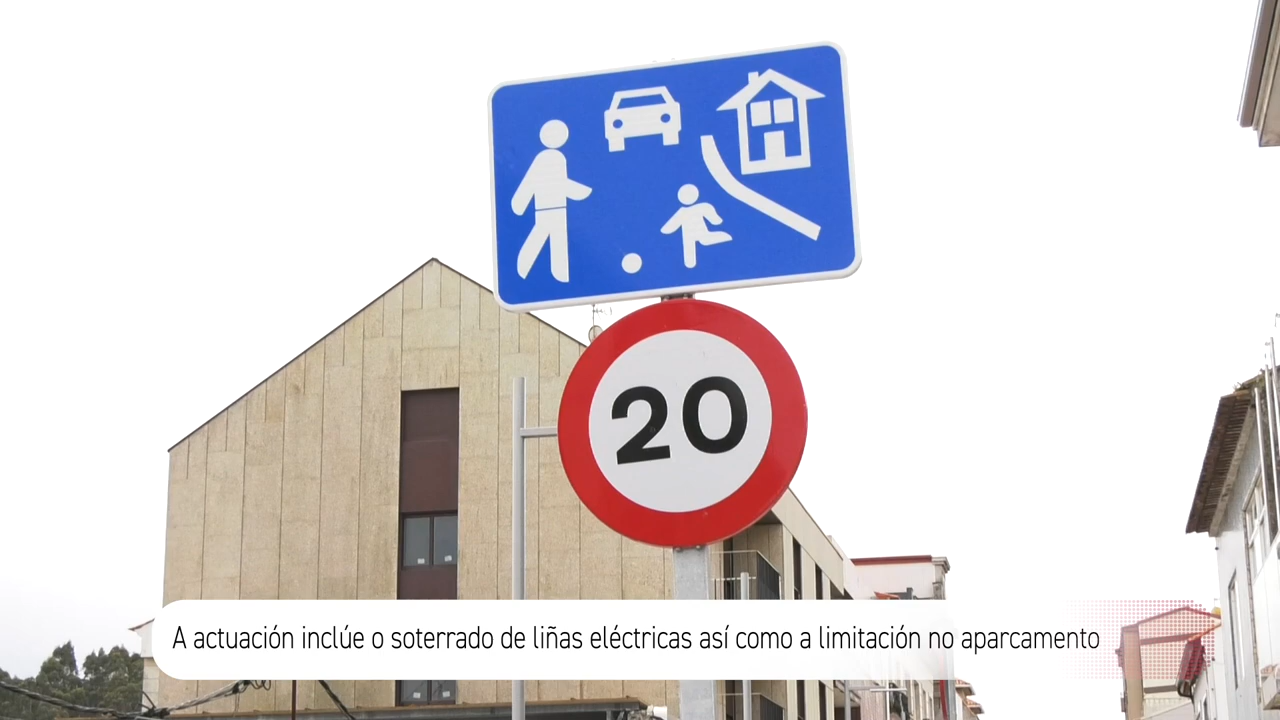 20
A actuación inclúe o soterrado de liñas eléctricas así como a limitación no aparcamento